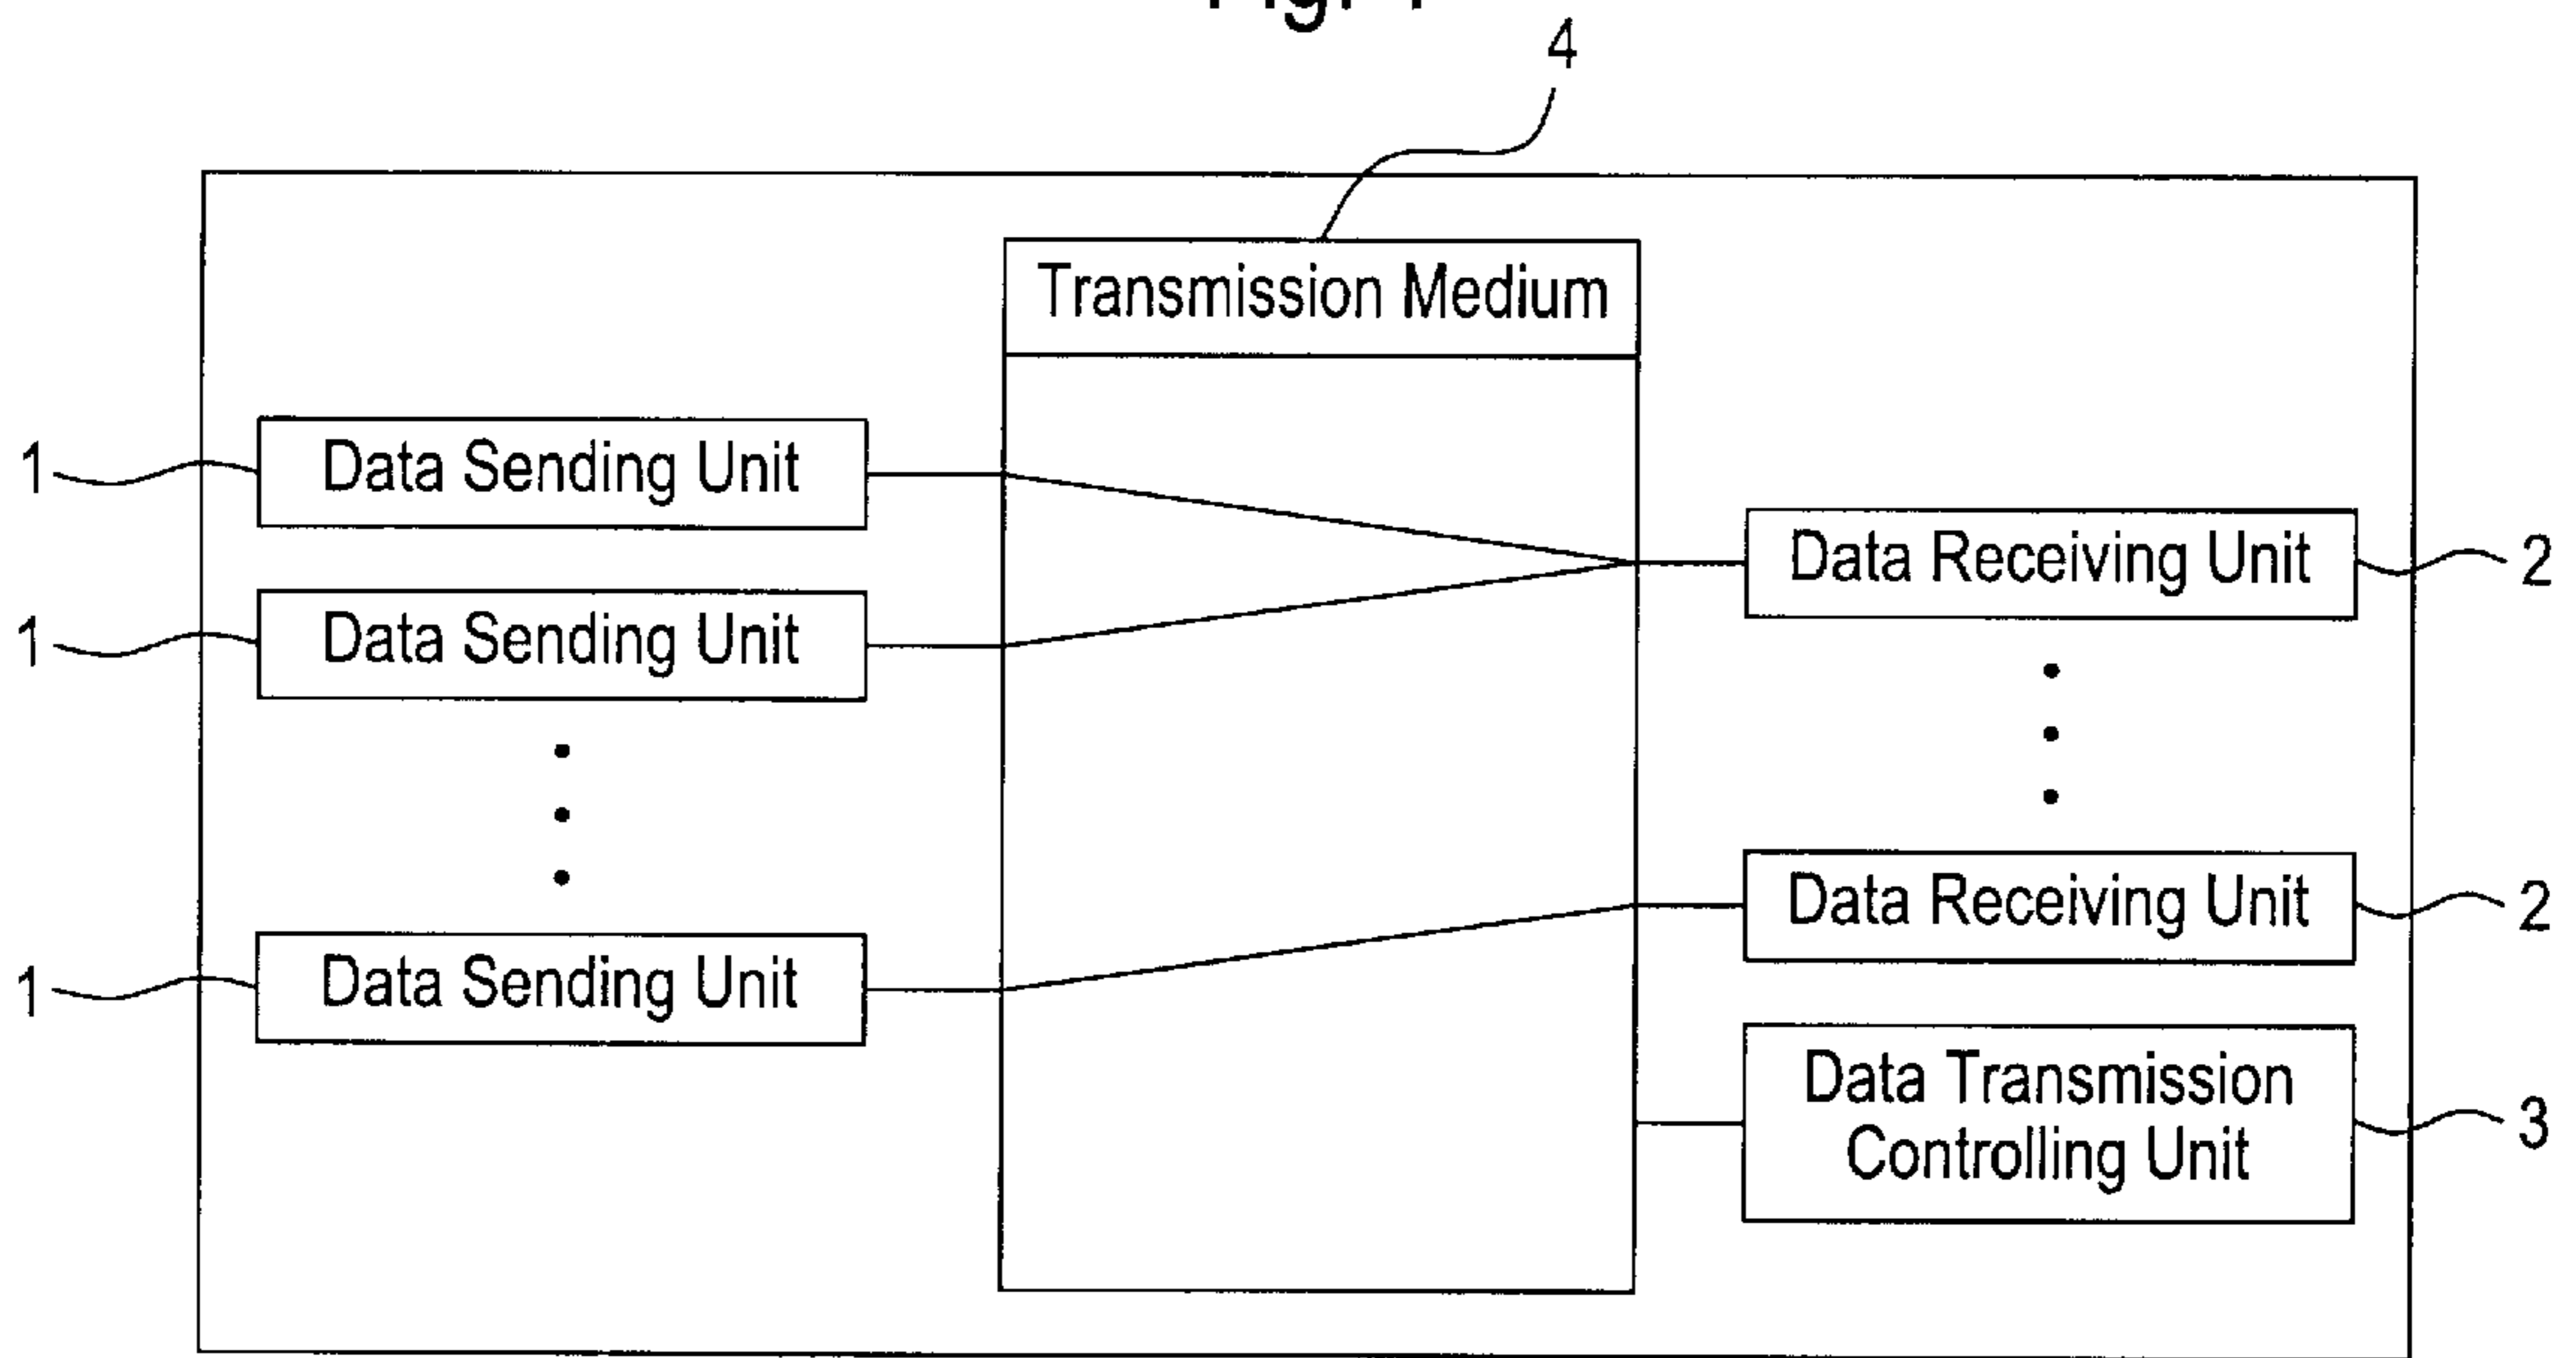 4
Transmission Medium
1 Data Sending Unit
Data Receiving Unit 2
1 Data Sending Unit
Data Receiving Unit 2
1 Data Sending Unit
Data Transmission
Controlling Unit
3